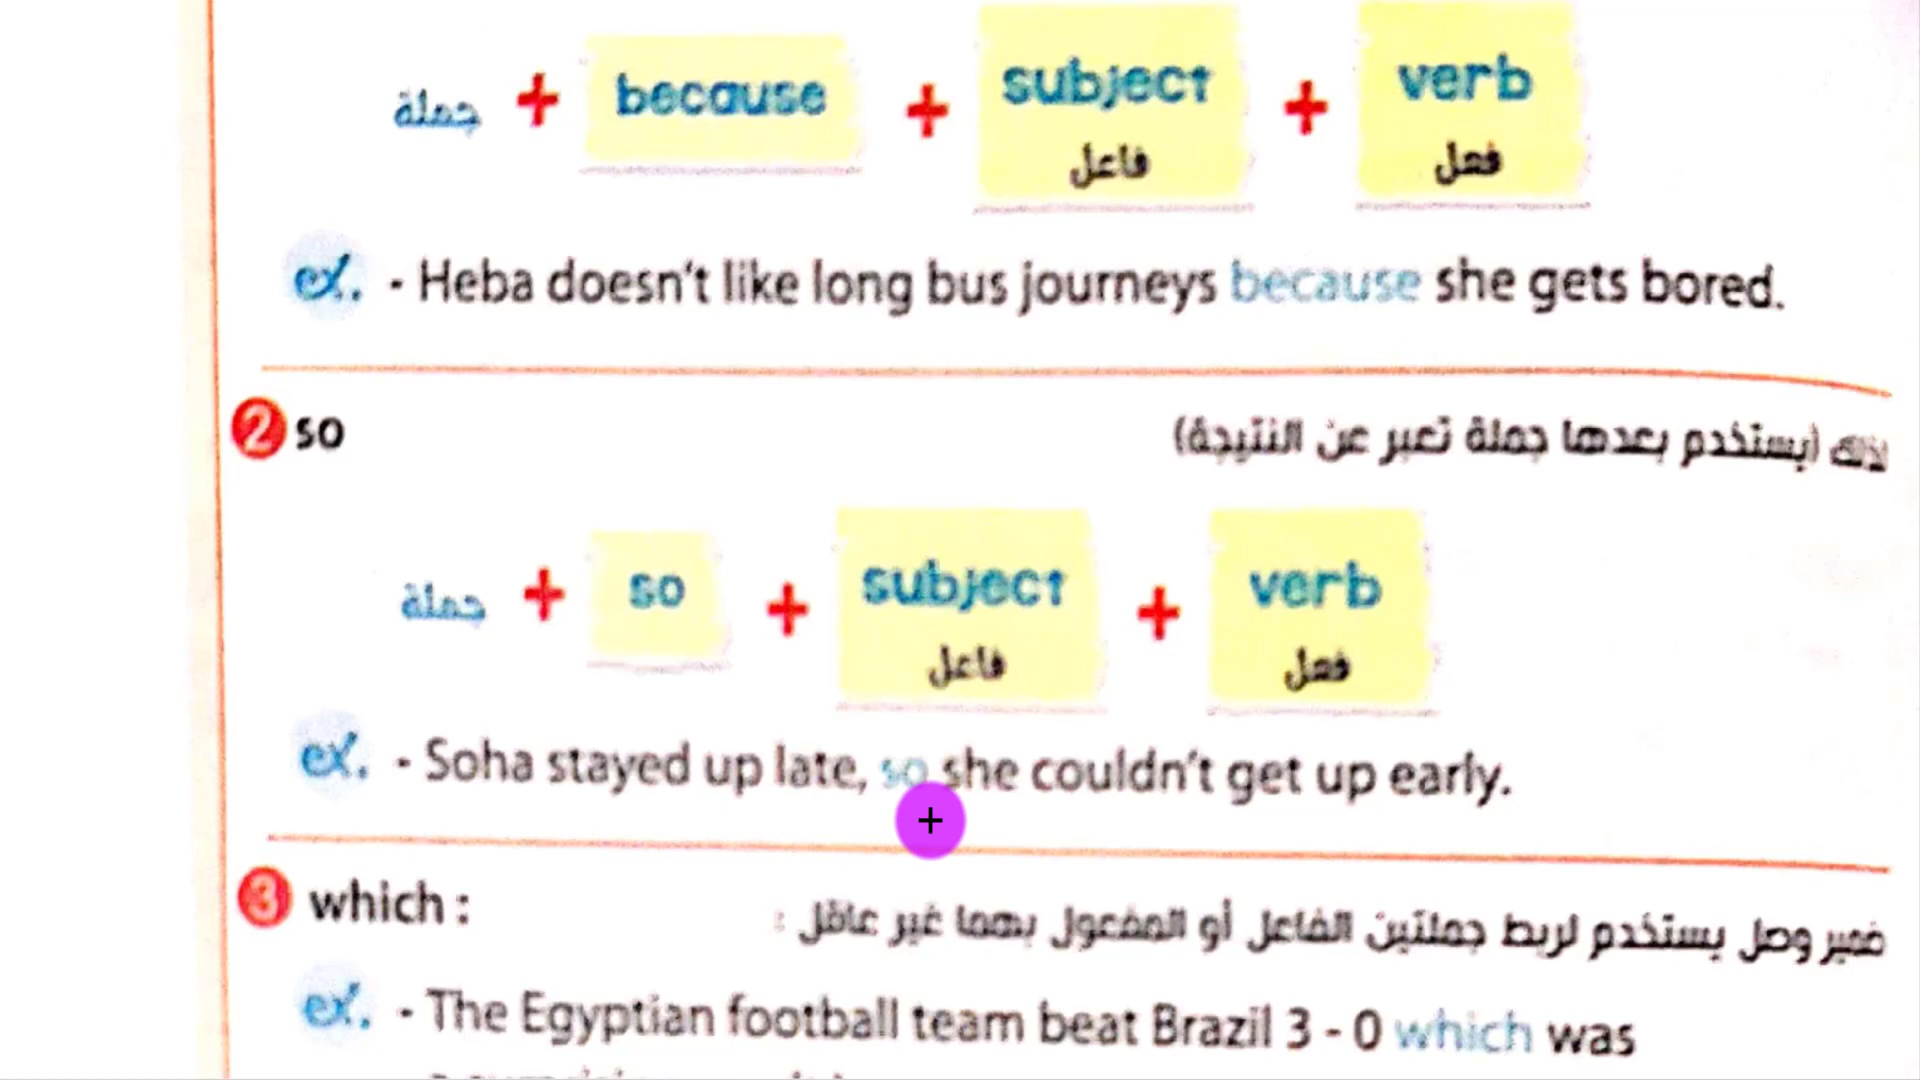 جملة + because + subject + verb
فاعل فعل
ex. - Heba doesn't like long bus journeys because she gets bored.
2 so لذلك (يستخدم بعدها جملة تعبر عن النتيجة)
جملة + so + subject + verb
فاعل فعل
ex. - Soha stayed up late, so she couldn't get up early.
3 which : ضمير وصل يستخدم لربط جملتين الفاعل أو المفعول بهما غير عاقل :
ex. - The Egyptian football team beat Brazil 3 - 0 which was